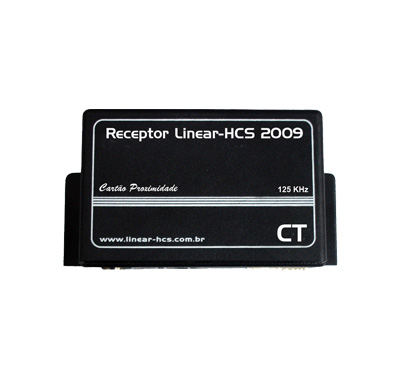 Receptor Linear-HCS 2009
Cartão Proximidade 125 KHz
www.linear-hcs.com.br CT